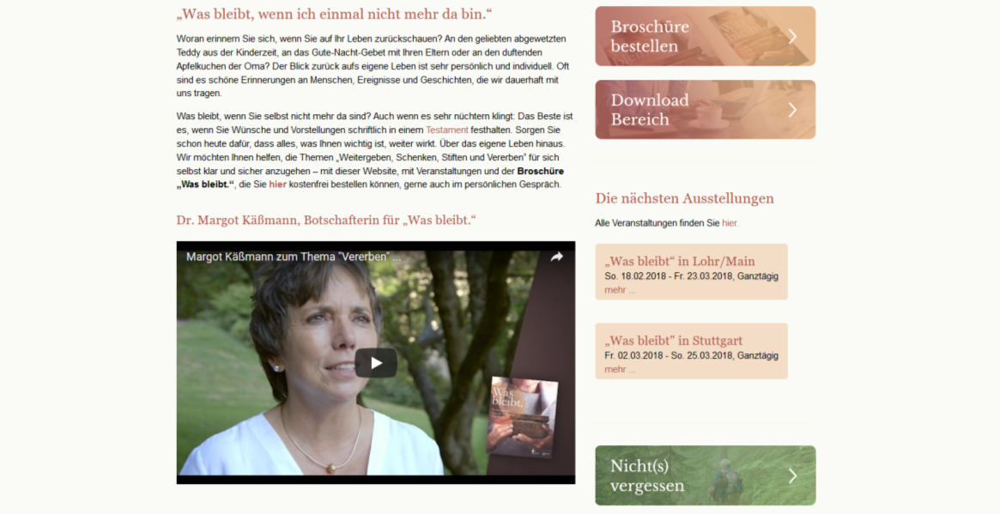 „Was bleibt, wenn ich einmal nicht mehr da bin.“
Woran erinnern Sie sich, wenn Sie auf Ihr Leben zurückschauen? An den geliebten abgewetzten
Teddy aus der Kinderzeit, an das Gute-Nacht-Gebet mit Ihren Eltern oder an den duftenden
Apfelkuchen der Oma? Der Blick zurück aufs eigene Leben ist sehr persönlich und individuell. Oft
sind es schöne Erinnerungen an Menschen, Ereignisse und Geschichten, die wir dauerhaft mit
uns tragen.
Was bleibt, wenn Sie selbst nicht mehr da sind? Auch wenn es sehr nüchtern klingt: Das Beste ist
es, wenn Sie Wünsche und Vorstellungen schriftlich in einem Testament festhalten. Sorgen Sie
schon heute dafür, dass alles, was Ihnen wichtig ist, weiter wirkt. Über das eigene Leben hinaus.
Wir möchten Ihnen helfen, die Themen „Weitergeben, Schenken, Stiften und Vererben“ für sich
selbst klar und sicher anzugehen – mit dieser Website, mit Veranstaltungen und der Broschüre
„Was bleibt.“, die Sie hier kostenfrei bestellen können, gerne auch im persönlichen Gespräch.
Dr. Margot Käßmann, Botschafterin für „Was bleibt.“
Margot Käßmann zum Thema "Vererben" ...
Was
bleibt.
Broschüre
bestellen
Download
Bereich
Die nächsten Ausstellungen
Alle Veranstaltungen finden Sie hier.
„Was bleibt“ in Lohr/Main
So. 18.02.2018 - Fr. 23.03.2018, Ganztägig
mehr ...
„Was bleibt” in Stuttgart
Fr. 02.03.2018 - So. 25.03.2018, Ganztägig
mehr ...
Nicht(s)
vergessen